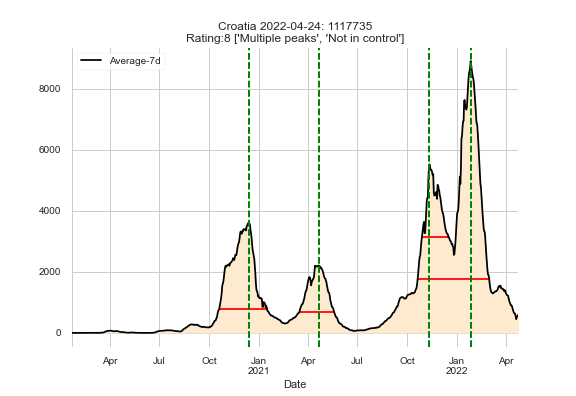 Croatia 2022-04-24: 1117735
Rating:8 ['Multiple peaks', 'Not in control']
Average-7d
8000
6000
4000
2000
0
Apr
Jul
Oct
Jan
2021
Apr
Jul
Oct
Jan
2022
Apr
Date